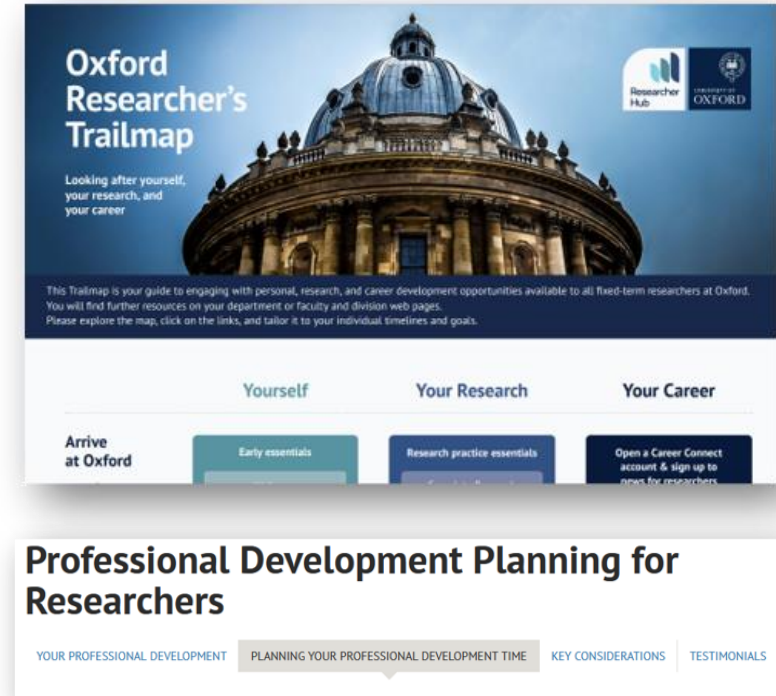 Oxford
Researcher's
Trailmap
Looking after yourself,
your research, and
your career
Researcher
Hub
UNIVERSITY OF
OXFORD
This Trailmap is your guide to engaging with personal, research, and career development opportunities available to all fixed-term researchers at Oxford.
You will find further resources on your department or faculty and division web pages.
Please explore the map, click on the links, and tailor it to your individual timelines and goals.
Yourself Your Research Your Career
Arrive
at Oxford
Early essentials
Research practice essentials
Open a Career Connect
account & sign up to
news for researchers
Professional Development Planning for
Researchers
YOUR PROFESSIONAL DEVELOPMENT PLANNING YOUR PROFESSIONAL DEVELOPMENT TIME KEY CONSIDERATIONS TESTIMONIALS